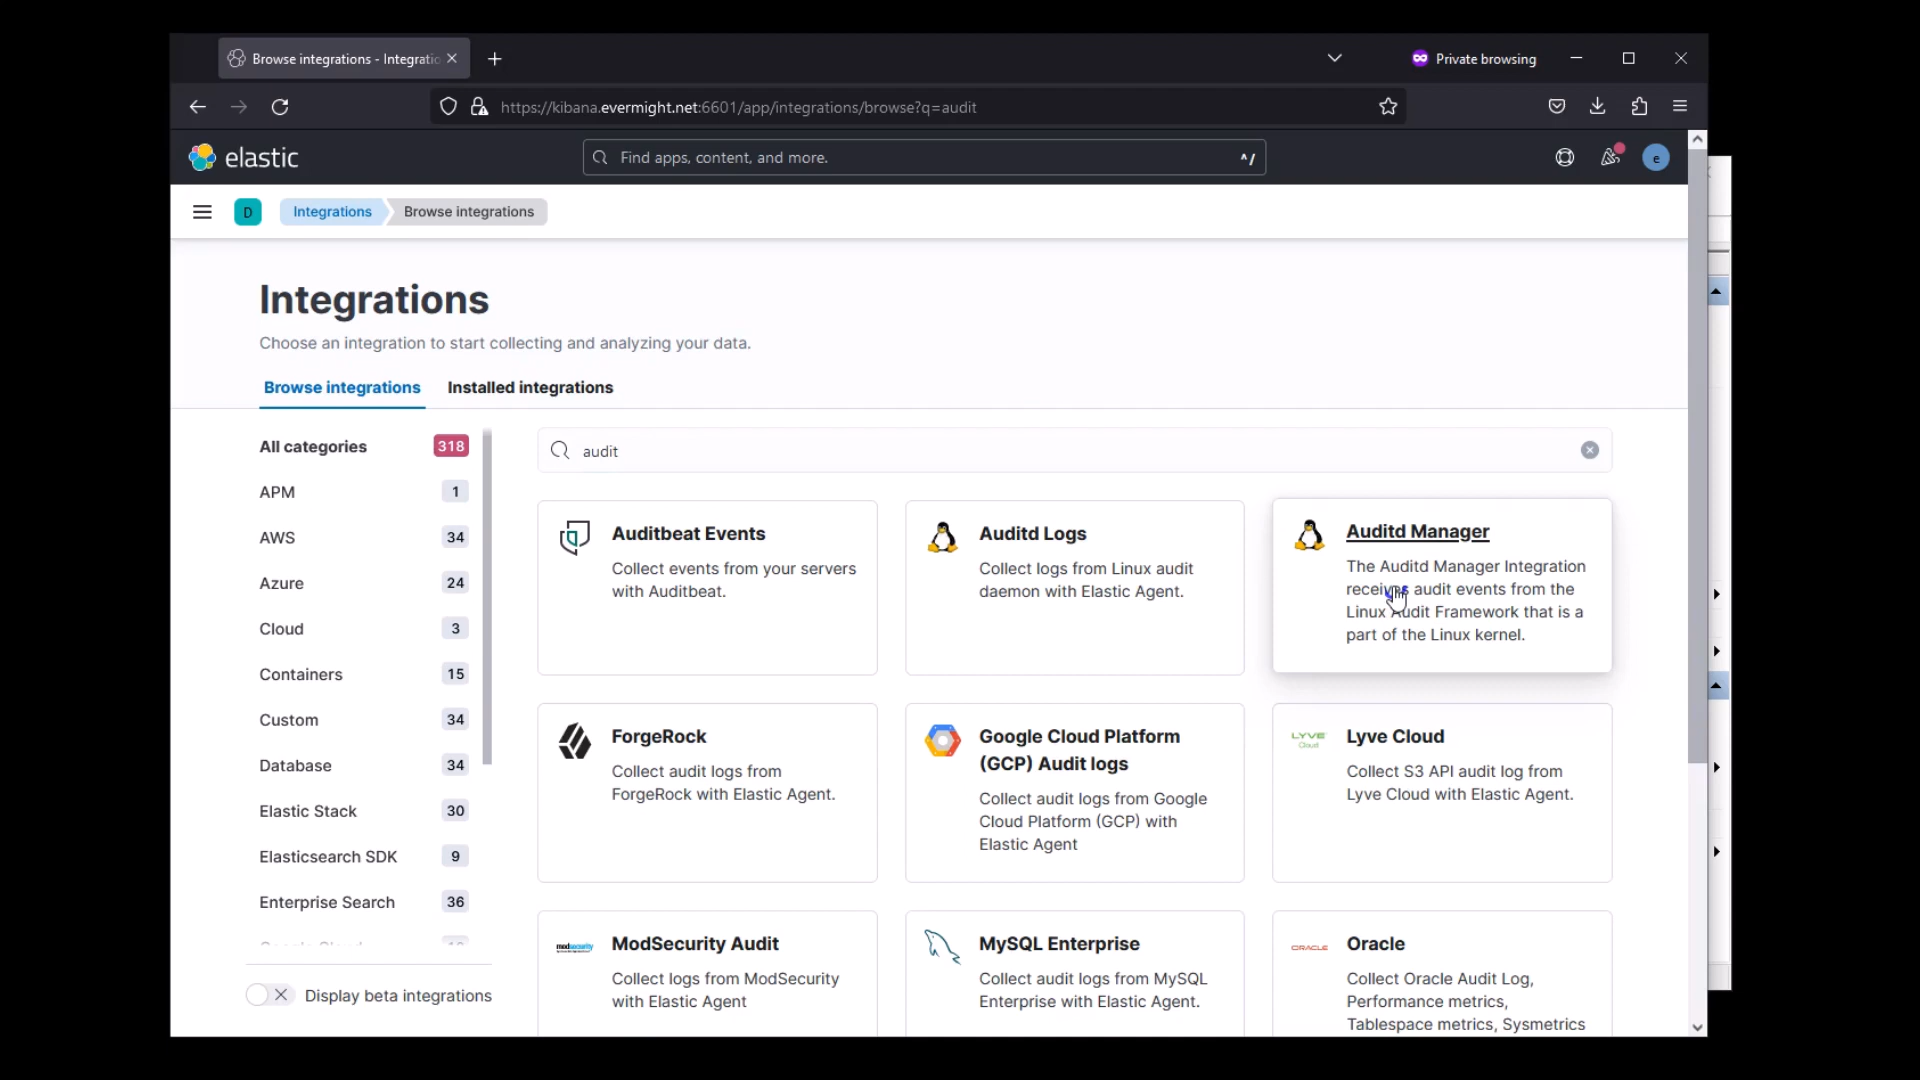 Browse integrations - Integratio
Private browsing
https://kibana.evermight.net:6601/app/integrations/browse?q=audit
elastic
Find apps, content, and more.
^/
e
D
Integrations
Browse integrations
Integrations
Choose an integration to start collecting and analyzing your data.
Browse integrations
Installed integrations
All categories 318
APM 1
AWS 34
Azure 24
Cloud 3
Containers 15
Custom 34
Database 34
Elastic Stack 30
Elasticsearch SDK 9
Enterprise Search 36
Display beta integrations
audit
Auditbeat Events
Collect events from your servers
with Auditbeat.
Auditd Logs
Collect logs from Linux audit
daemon with Elastic Agent.
Auditd Manager
The Auditd Manager Integration
receives audit events from the
Linux Audit Framework that is a
part of the Linux kernel.
ForgeRock
Collect audit logs from
ForgeRock with Elastic Agent.
Google Cloud Platform
(GCP) Audit logs
Collect audit logs from Google
Cloud Platform (GCP) with
Elastic Agent
LYVE
Cloud
Lyve Cloud
Collect S3 API audit log from
Lyve Cloud with Elastic Agent.
modsecurity
ModSecurity Audit
Collect logs from ModSecurity
with Elastic Agent
MySQL Enterprise
Collect audit logs from MySQL
Enterprise with Elastic Agent.
ORACLE
Oracle
Collect Oracle Audit Log,
Performance metrics,
Tablespace metrics, Sysmetrics